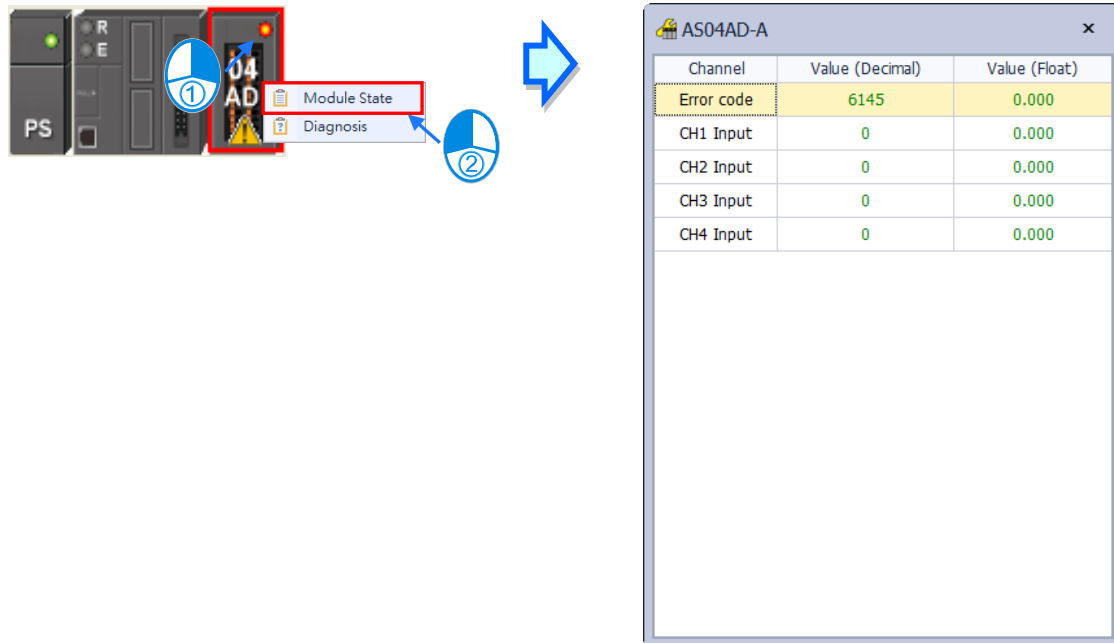 R
E
PS
04
AD
①
Module State
Diagnosis
②
AS04AD-A
Channel Value (Decimal) Value (Float)
Error code 6145 0.000
CH1 Input 0 0.000
CH2 Input 0 0.000
CH3 Input 0 0.000
CH4 Input 0 0.000